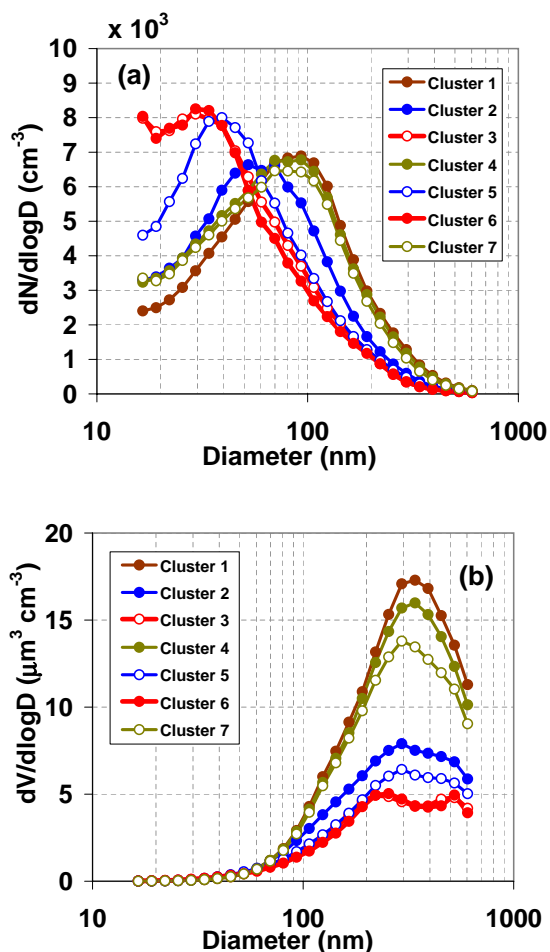 x 10³
(a)
10
9
8
7
6
5
4
3
2
1
0
dN/dlogD (cm⁻³)
Cluster 1
Cluster 2
Cluster 3
Cluster 4
Cluster 5
Cluster 6
Cluster 7
10
100
1000
Diameter (nm)
(b)
20
15
10
5
0
dV/dlogD (μm³ cm⁻³)
Cluster 1
Cluster 2
Cluster 3
Cluster 4
Cluster 5
Cluster 6
Cluster 7
10
100
1000
Diameter (nm)